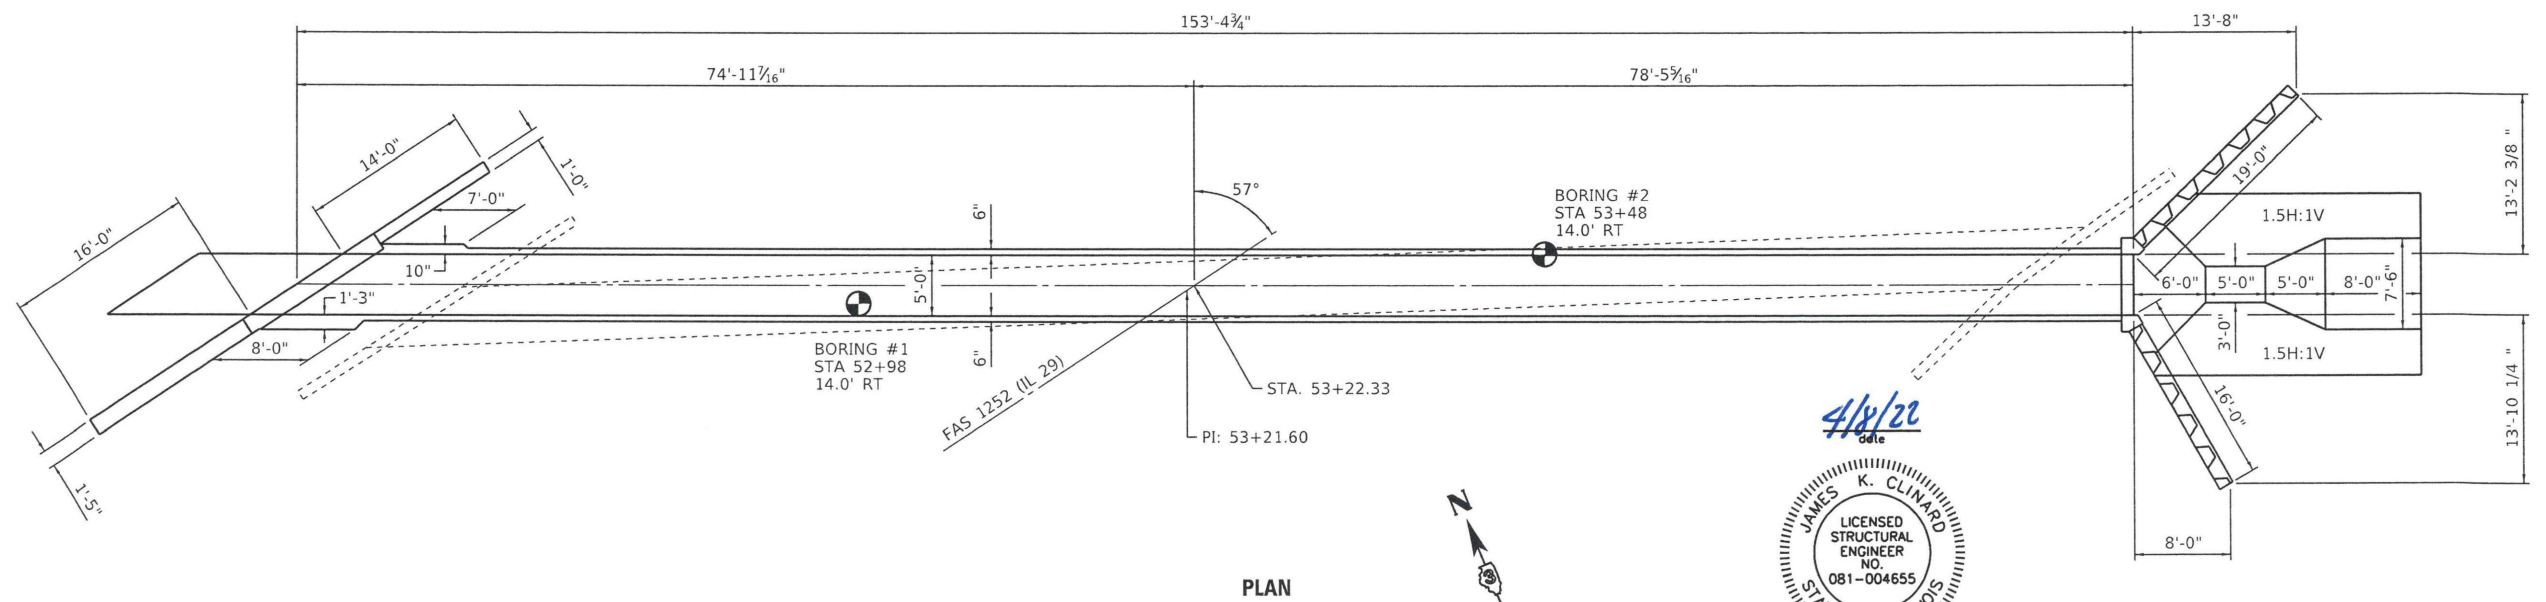 153'-4¾"
13'-8"
74'-11⁷⁄₁₆"
78'-5⁵⁄₁₆"
14'-0"
1'-0"
7'-0"
16'-0"
10"
1'-3"
8'-0"
1'-5"
6"
5'-0"
6"
57°
BORING #2
STA 53+48
14.0' RT
BORING #1
STA 52+98
14.0' RT
FAS 1252 (IL 29)
STA. 53+22.33
PI: 53+21.60
19'-0"
1.5H:1V
13'-2 3/8 "
6'-0"
5'-0"
5'-0"
8'-0"
7'-6"
3'-0"
1.5H:1V
16'-0"
13'-10 1/4 "
8'-0"
4/8/22
date
JAMES K. CLINARD
LICENSED
STRUCTURAL
ENGINEER
NO.
081-004655
N
3
PLAN